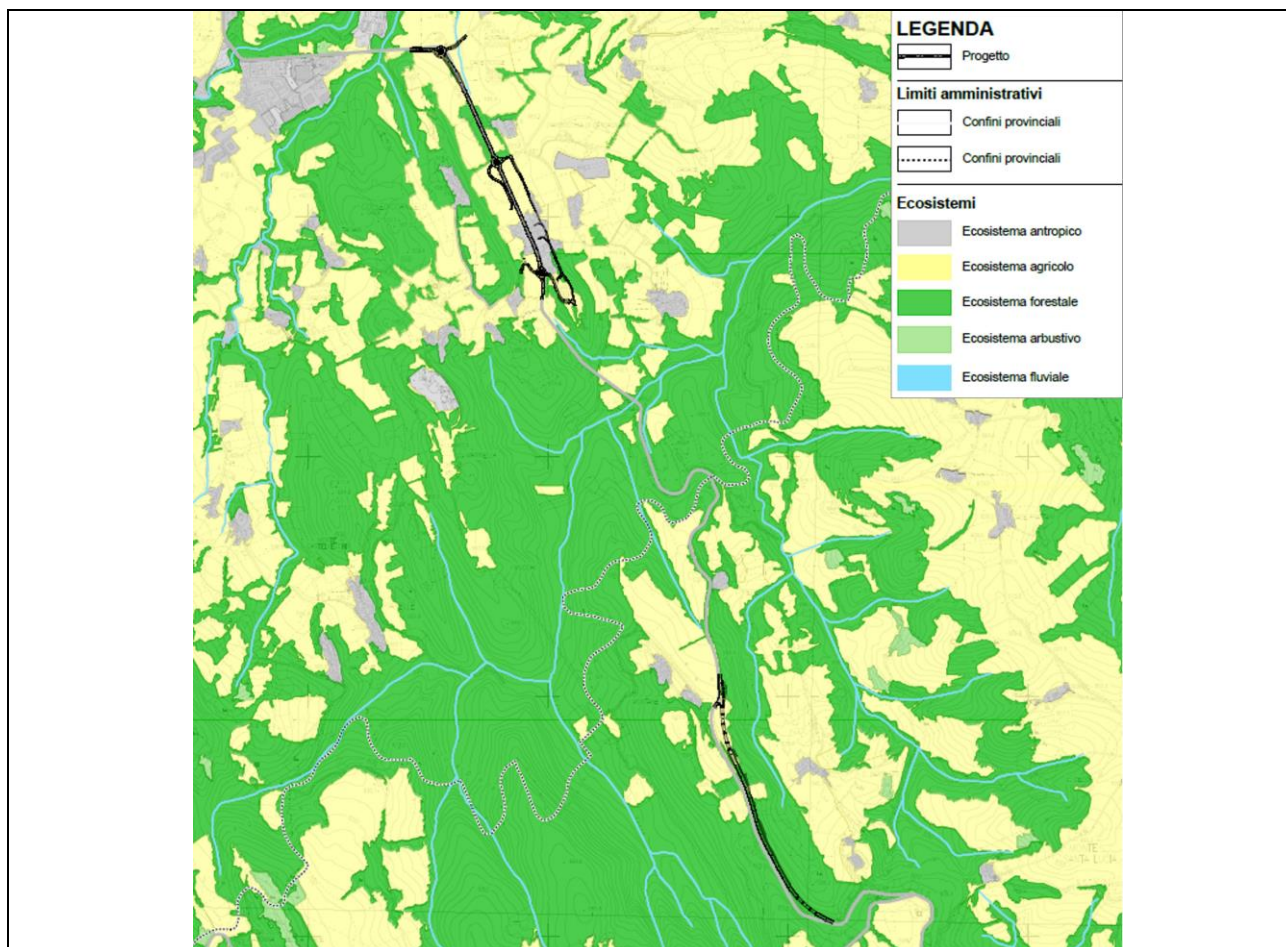 LEGENDA
Progetto
Limiti amministrativi
Confini provinciali
Confini provinciali
Ecosistemi
Ecosistema antropico
Ecosistema agricolo
Ecosistema forestale
Ecosistema arbustivo
Ecosistema fluviale